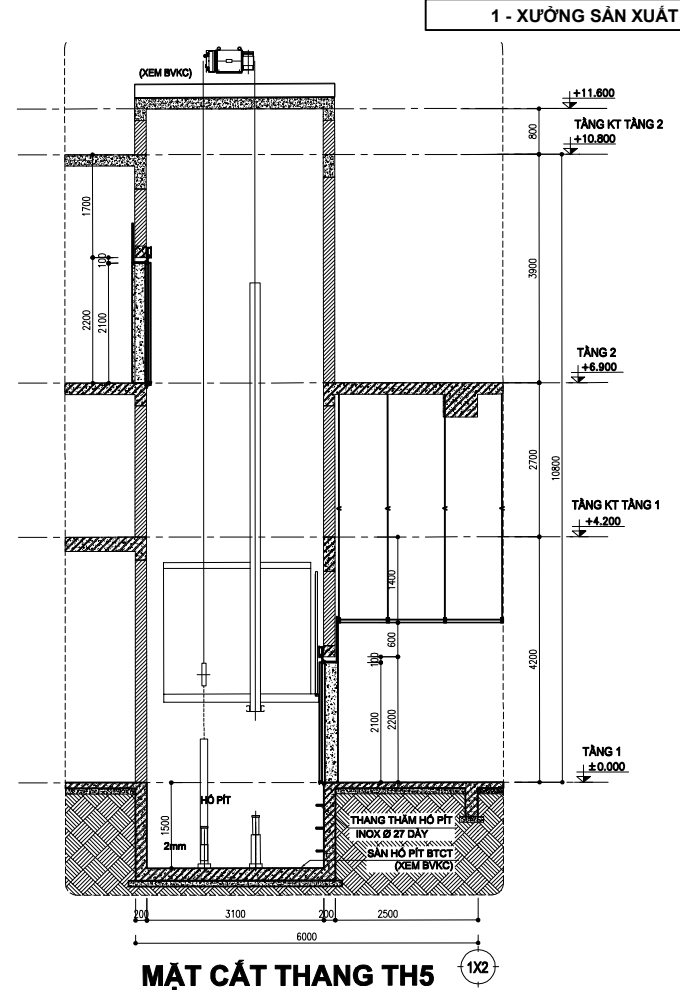 1 - XƯỞNG SẢN XUẤT
(XEM BVKC)
+11.600
800
TẦNG KT TẦNG 2
+10.800
1700
3900
100
2200
2100
TẦNG 2
+6.900
2700
10800
TẦNG KT TẦNG 1
+4.200
1400
600
100
4200
2100
2200
TẦNG 1
±0.000
HỐ PÍT
1500
2mm
THANG THĂM HỐ PÍT
INOX Ø 27 DÀY
SÀN HỐ PÍT BTCT
(XEM BVKC)
200
3100
200
2500
6000
MẶT CẮT THANG TH5
1X2